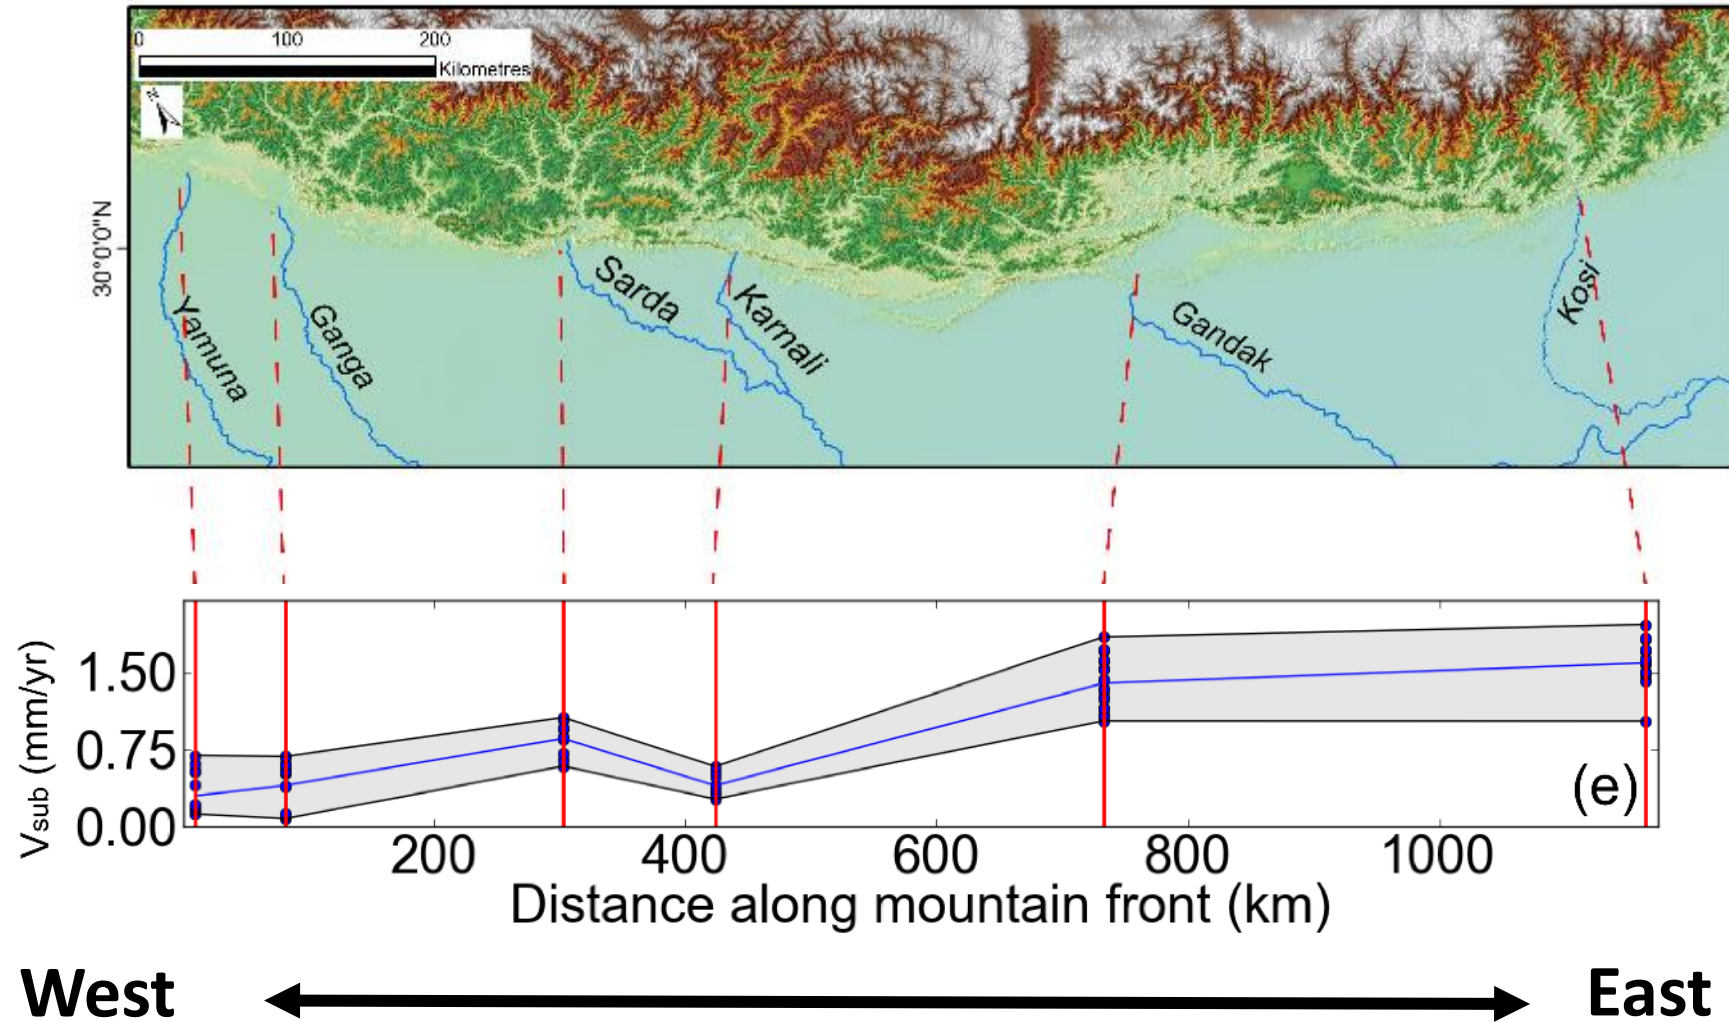 0 100 200
Kilometres
N
30°0'0"N
Yamuna
Ganga
Sarda
Karnali
Gandak
Kosi
Vsub (mm/yr)
1.50
0.75
0.00
(e)
200 400 600 800 1000
Distance along mountain front (km)
West East